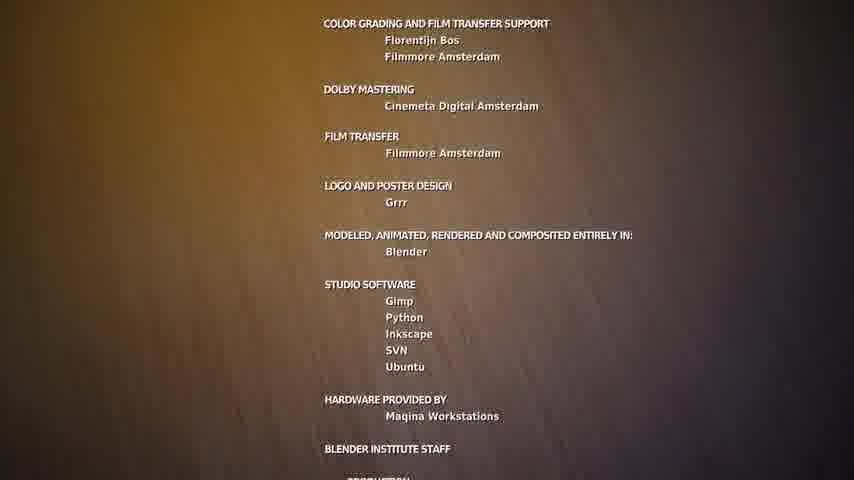 COLOR GRADING AND FILM TRANSFER SUPPORT
Florentijn Bos
Filmmore Amsterdam
DOLBY MASTERING
Cinemeta Digital Amsterdam
FILM TRANSFER
Filmmore Amsterdam
LOGO AND POSTER DESIGN
Grrr
MODELED, ANIMATED, RENDERED AND COMPOSITED ENTIRELY IN:
Blender
STUDIO SOFTWARE
Gimp
Python
Inkscape
SVN
Ubuntu
HARDWARE PROVIDED BY
Maqina Workstations
BLENDER INSTITUTE STAFF